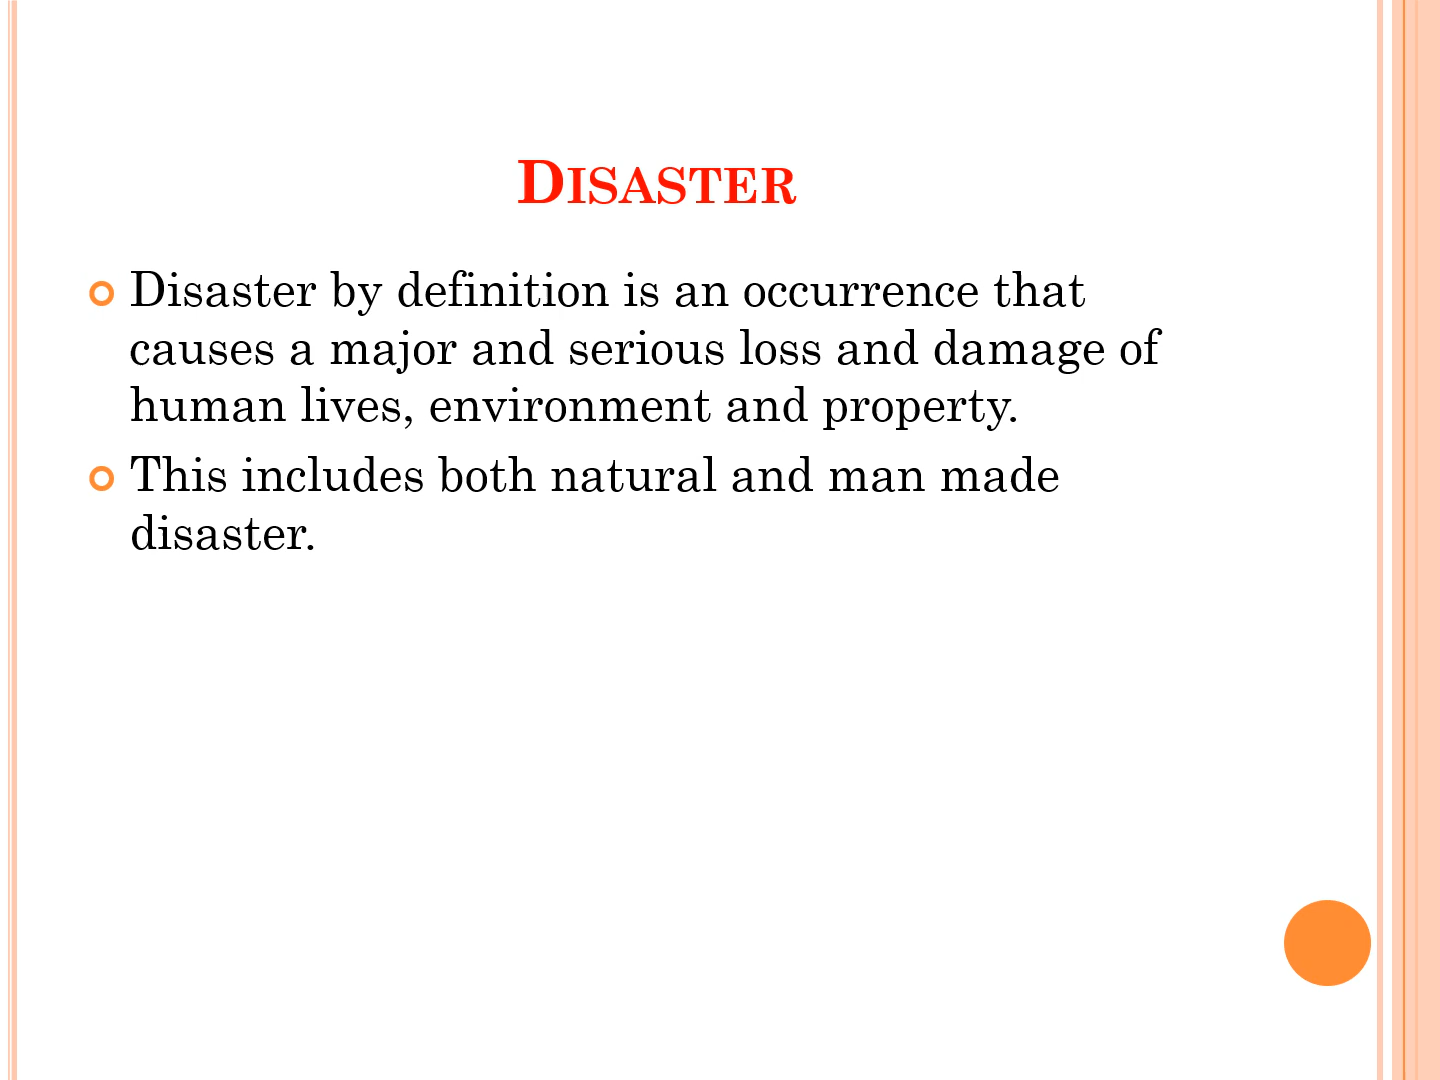 DISASTER
Disaster by definition is an occurrence that
causes a major and serious loss and damage of
human lives, environment and property.
This includes both natural and man made
disaster.